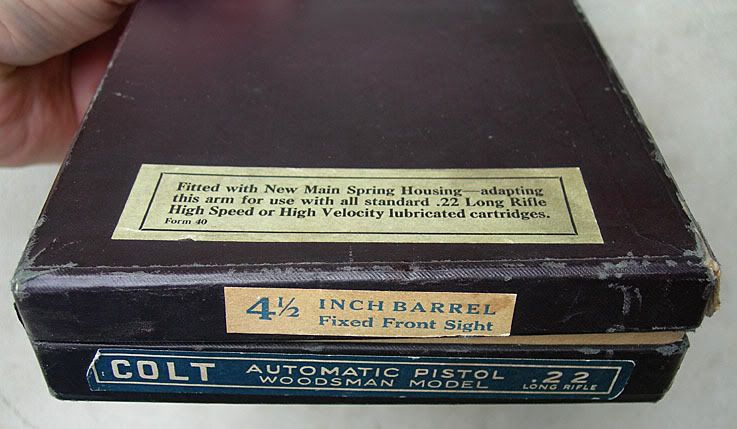 Fitted with New Main Spring Housing—adapting
this arm for use with all standard .22 Long Rifle
High Speed or High Velocity lubricated cartridges.
Form 40
4½ INCH BARREL
Fixed Front Sight
COLT AUTOMATIC PISTOL .22
WOODSMAN MODEL LONG RIFLE